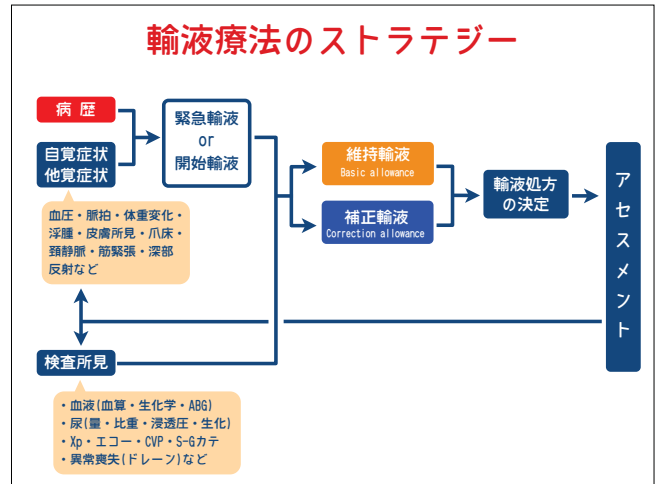 輸液療法のストラテジー
病 歴
自覚症状
他覚症状
血圧・脈拍・体重変化・
浮腫・皮膚所見・爪床・
頚静脈・筋緊張・深部
反射など
検査所見
・血液(血算・生化学・ABG)
・尿(量・比重・浸透圧・生化)
・Xp・エコー・CVP・S-Gカテ
・異常喪失(ドレーン)など
緊急輸液
or
開始輸液
維持輸液
Basic allowance
補正輸液
Correction allowance
輸液処方
の決定
アセスメント